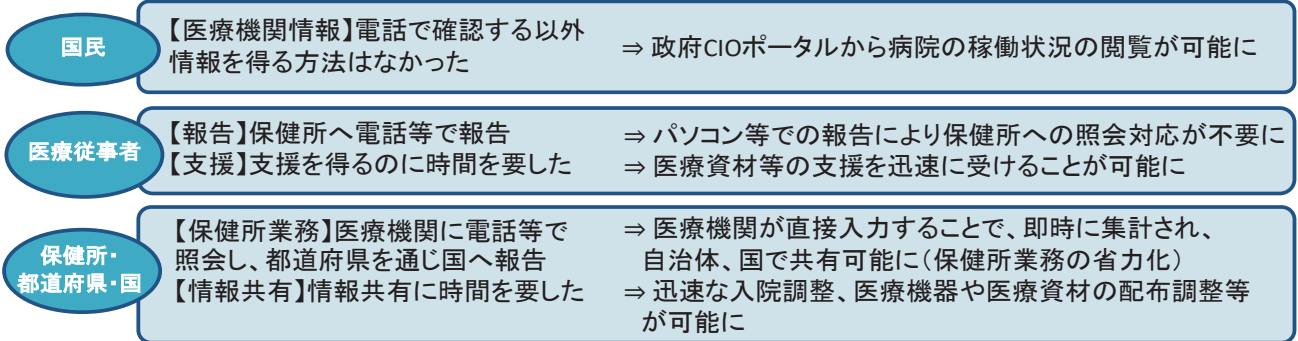 国民
【医療機関情報】電話で確認する以外
情報を得る方法はなかった
⇒ 政府CIOポータルから病院の稼働状況の閲覧が可能に
医療従事者
【報告】保健所へ電話等で報告
【支援】支援を得るのに時間を要した
⇒ パソコン等での報告により保健所への照会対応が不要に
⇒ 医療資材等の支援を迅速に受けることが可能に
保健所・
都道府県・国
【保健所業務】医療機関に電話等で
照会し、都道府県を通じ国へ報告
【情報共有】情報共有に時間を要した
⇒ 医療機関が直接入力することで、即時に集計され、
自治体、国で共有可能に（保健所業務の省力化）
⇒ 迅速な入院調整、医療機器や医療資材の配布調整等
が可能に